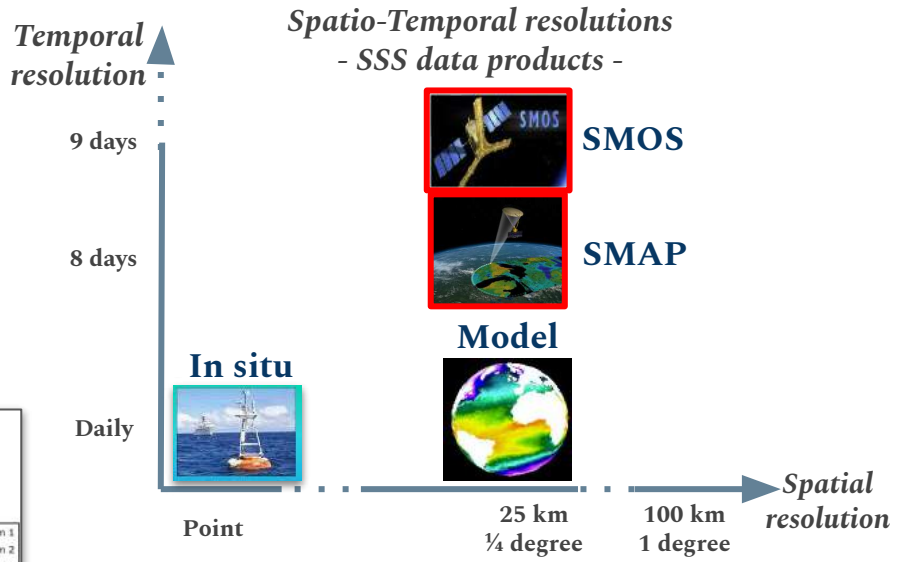 Spatio-Temporal resolutions
- SSS data products -
Temporal
resolution
9 days
SMOS
SMOS
8 days
SMAP
Model
In situ
Daily
Point
25 km
¼ degree
100 km
1 degree
Spatial
resolution